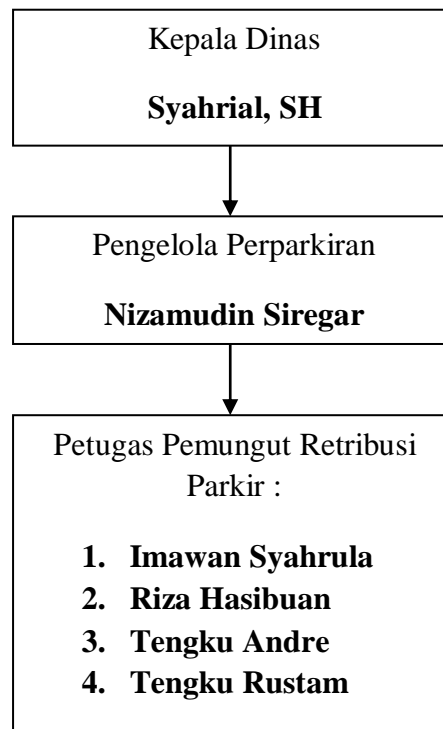 Kepala Dinas
Syahrial, SH
Pengelola Perparkiran
Nizamudin Siregar
Petugas Pemungut Retribusi
Parkir :
1. Imawan Syahrula
2. Riza Hasibuan
3. Tengku Andre
4. Tengku Rustam